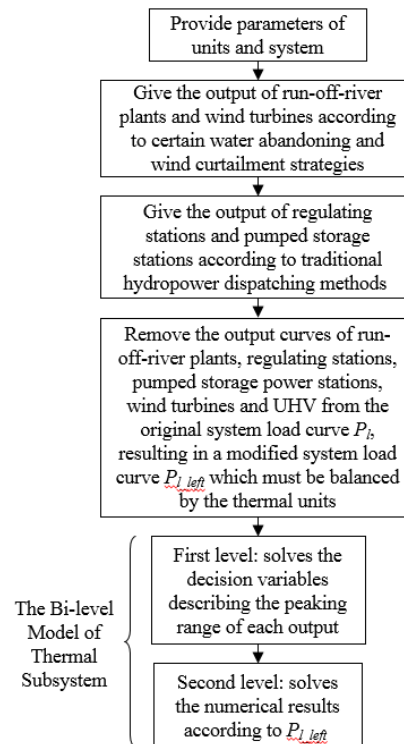 Provide parameters of
units and system
Give the output of run-off-river
plants and wind turbines according
to certain water abandoning and
wind curtailment strategies
Give the output of regulating
stations and pumped storage
stations according to traditional
hydropower dispatching methods
Remove the output curves of run-
off-river plants, regulating stations,
pumped storage power stations,
wind turbines and UHV from the
original system load curve Pl,
resulting in a modified system load
curve Pl_left which must be balanced
by the thermal units
The Bi-level
Model of
Thermal
Subsystem
First level: solves the
decision variables
describing the peaking
range of each output
Second level: solves
the numerical results
according to Pl_left